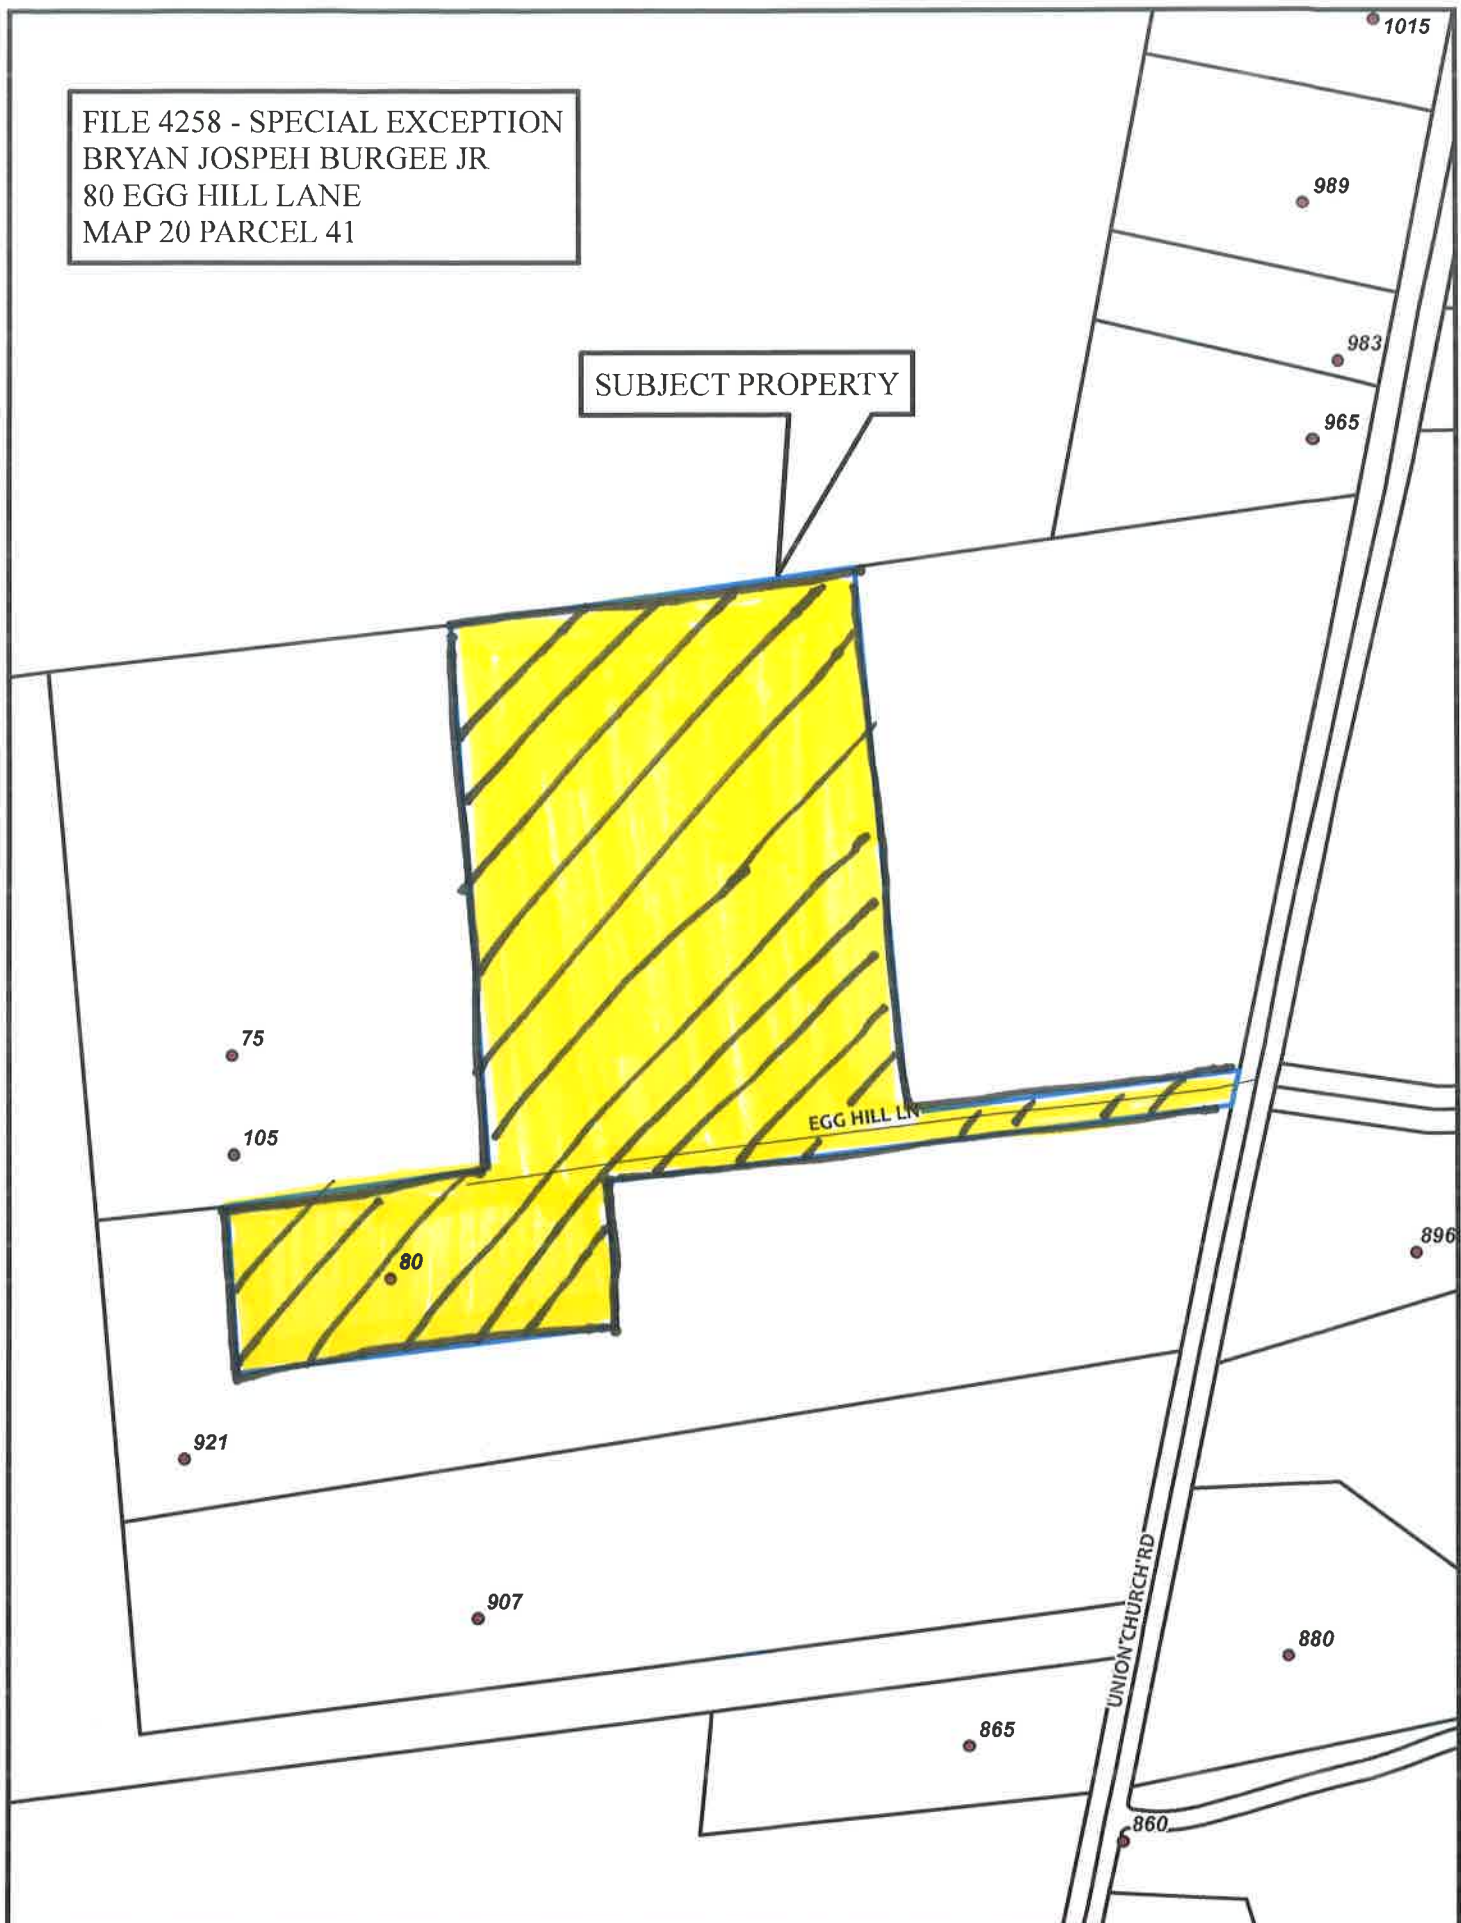 1015
FILE 4258 - SPECIAL EXCEPTION
BRYAN JOSPEH BURGEE JR
80 EGG HILL LANE
MAP 20 PARCEL 41
989
983
SUBJECT PROPERTY
965
75
EGG HILL LN
105
896
80
921
UNION CHURCH RD
907
880
865
860